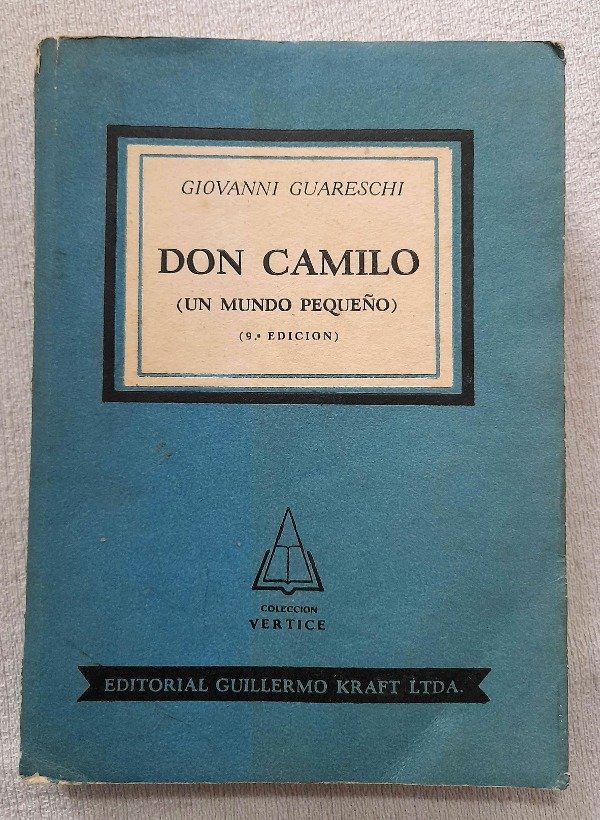 GIOVANNI GUARESCHI
DON CAMILO
(UN MUNDO PEQUEÑO)
(9.ª EDICION)
COLECCION
VERTICE
EDITORIAL GUILLERMO KRAFT LTDA.